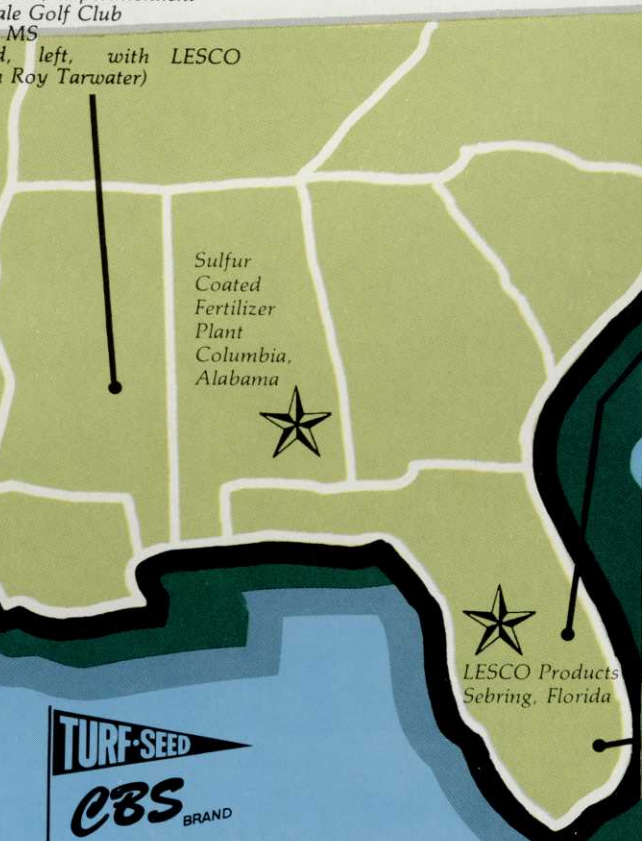 ale Golf Club
MS
d, left, with LESCO
Roy Tarwater)
Sulfur
Coated
Fertilizer
Plant
Columbia,
Alabama
LESCO Products
Sebring, Florida
TURF-SEED
CBS BRAND